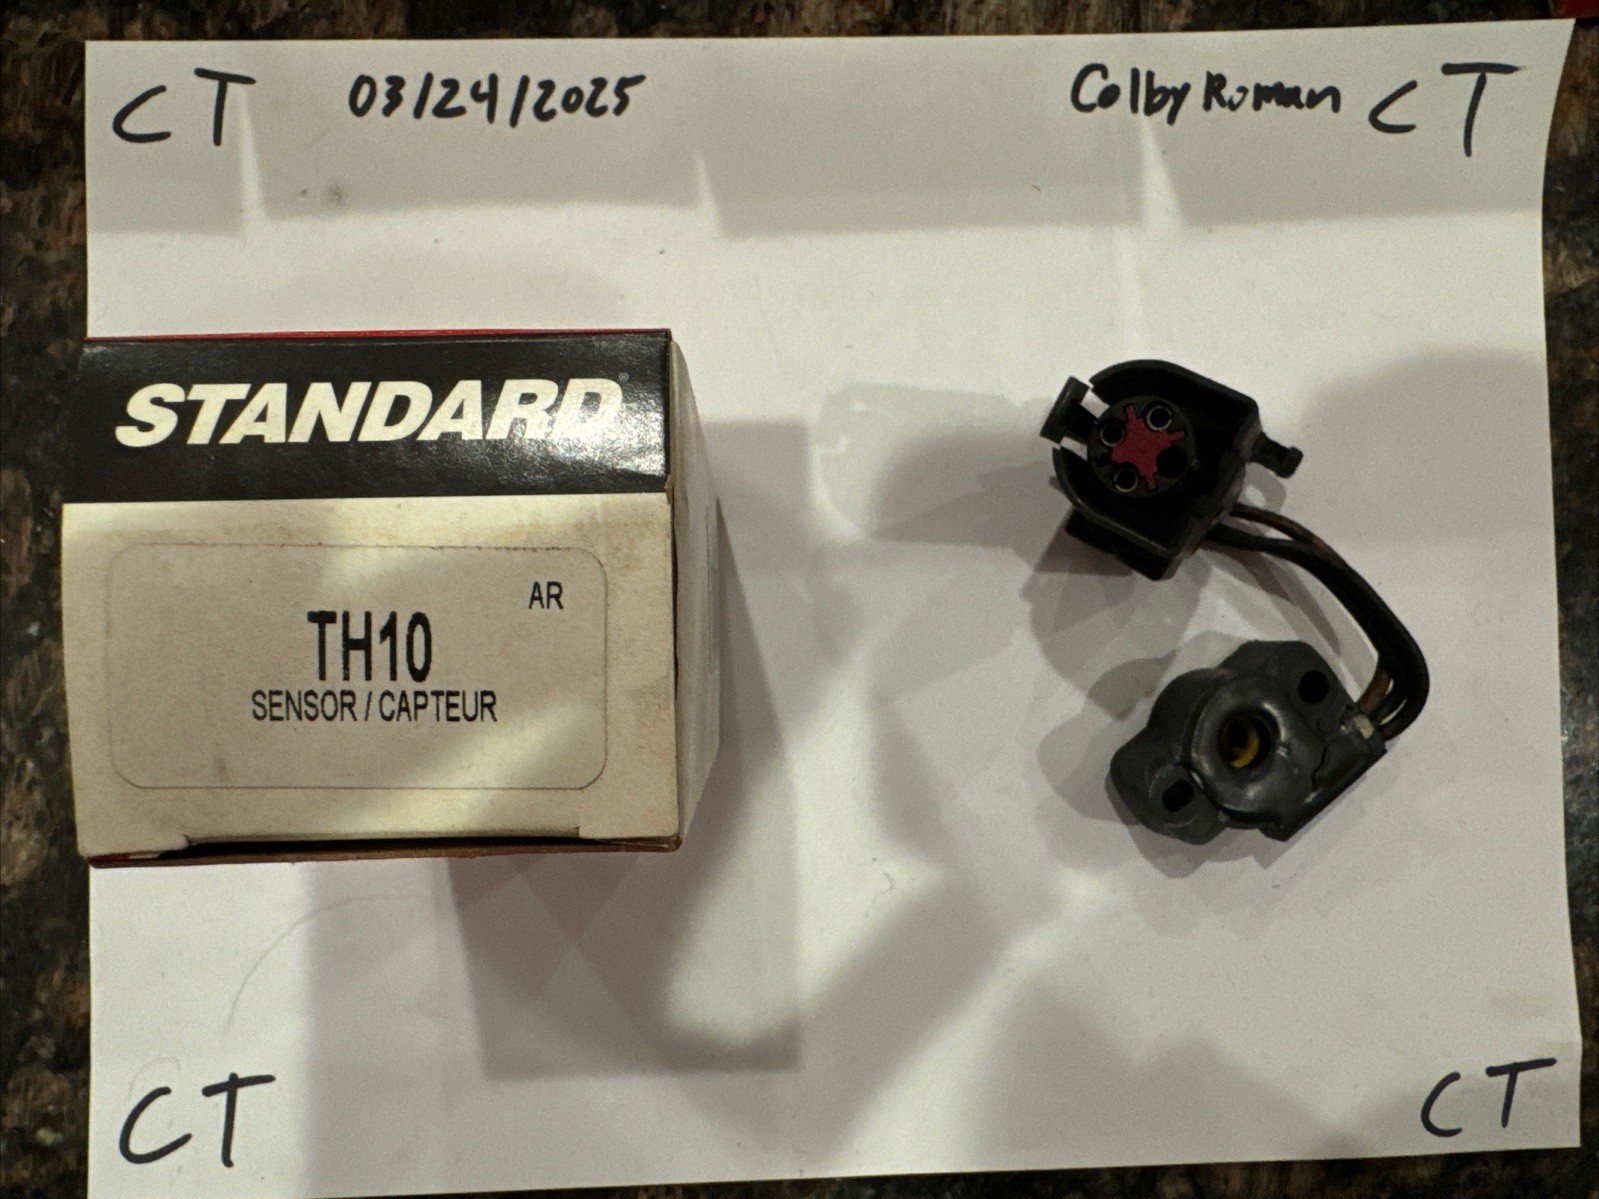 CT 03/24/2025 Colby Roman CT
STANDARD®
AR
TH10
SENSOR / CAPTEUR
CT CT